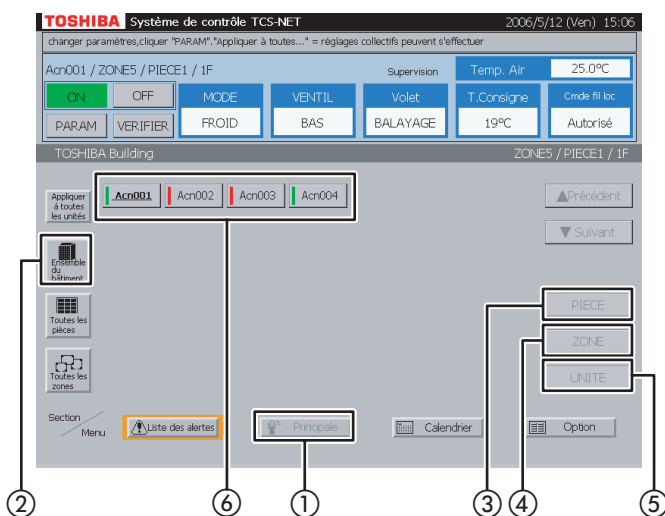 TOSHIBA Système de contrôle TCS-NET 2006/5/12 (Ven) 15:06
changer paramètres,cliquer "PARAM"."Appliquer à toutes..." = réglages collectifs peuvent s'effectuer
Acn001 / ZONE5 / PIECE1 / 1F Supervision Temp. Air 25.0°C
ON OFF MODE VENTIL Volet T.Consigne Cmde fil loc
PARAM VERIFIER FROID BAS BALAYAGE 19°C Autorisé
TOSHIBA Building ZONE5 / PIECE1 / 1F
Appliquer à toutes les unités
Acn001 Acn002 Acn003 Acn004
▲Précédent
▼ Suivant
Ensemble du bâtiment
Toutes les pièces
Toutes les zones
PIECE
ZONE
UNITE
Section / Menu
Liste des alertes Principale Calendrier Option
② ⑥ ① ③ ④ ⑤